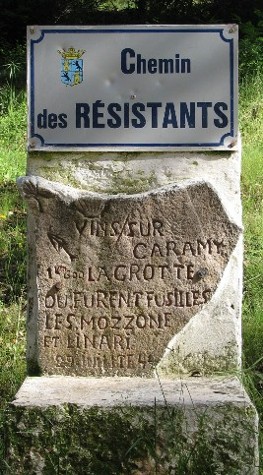 Chemin
des RÉSISTANTS
VINS/SUR
CARAMY
LA GROTTE
OU FURENT FUSILLES
LES MOZZONE
ET LINARI